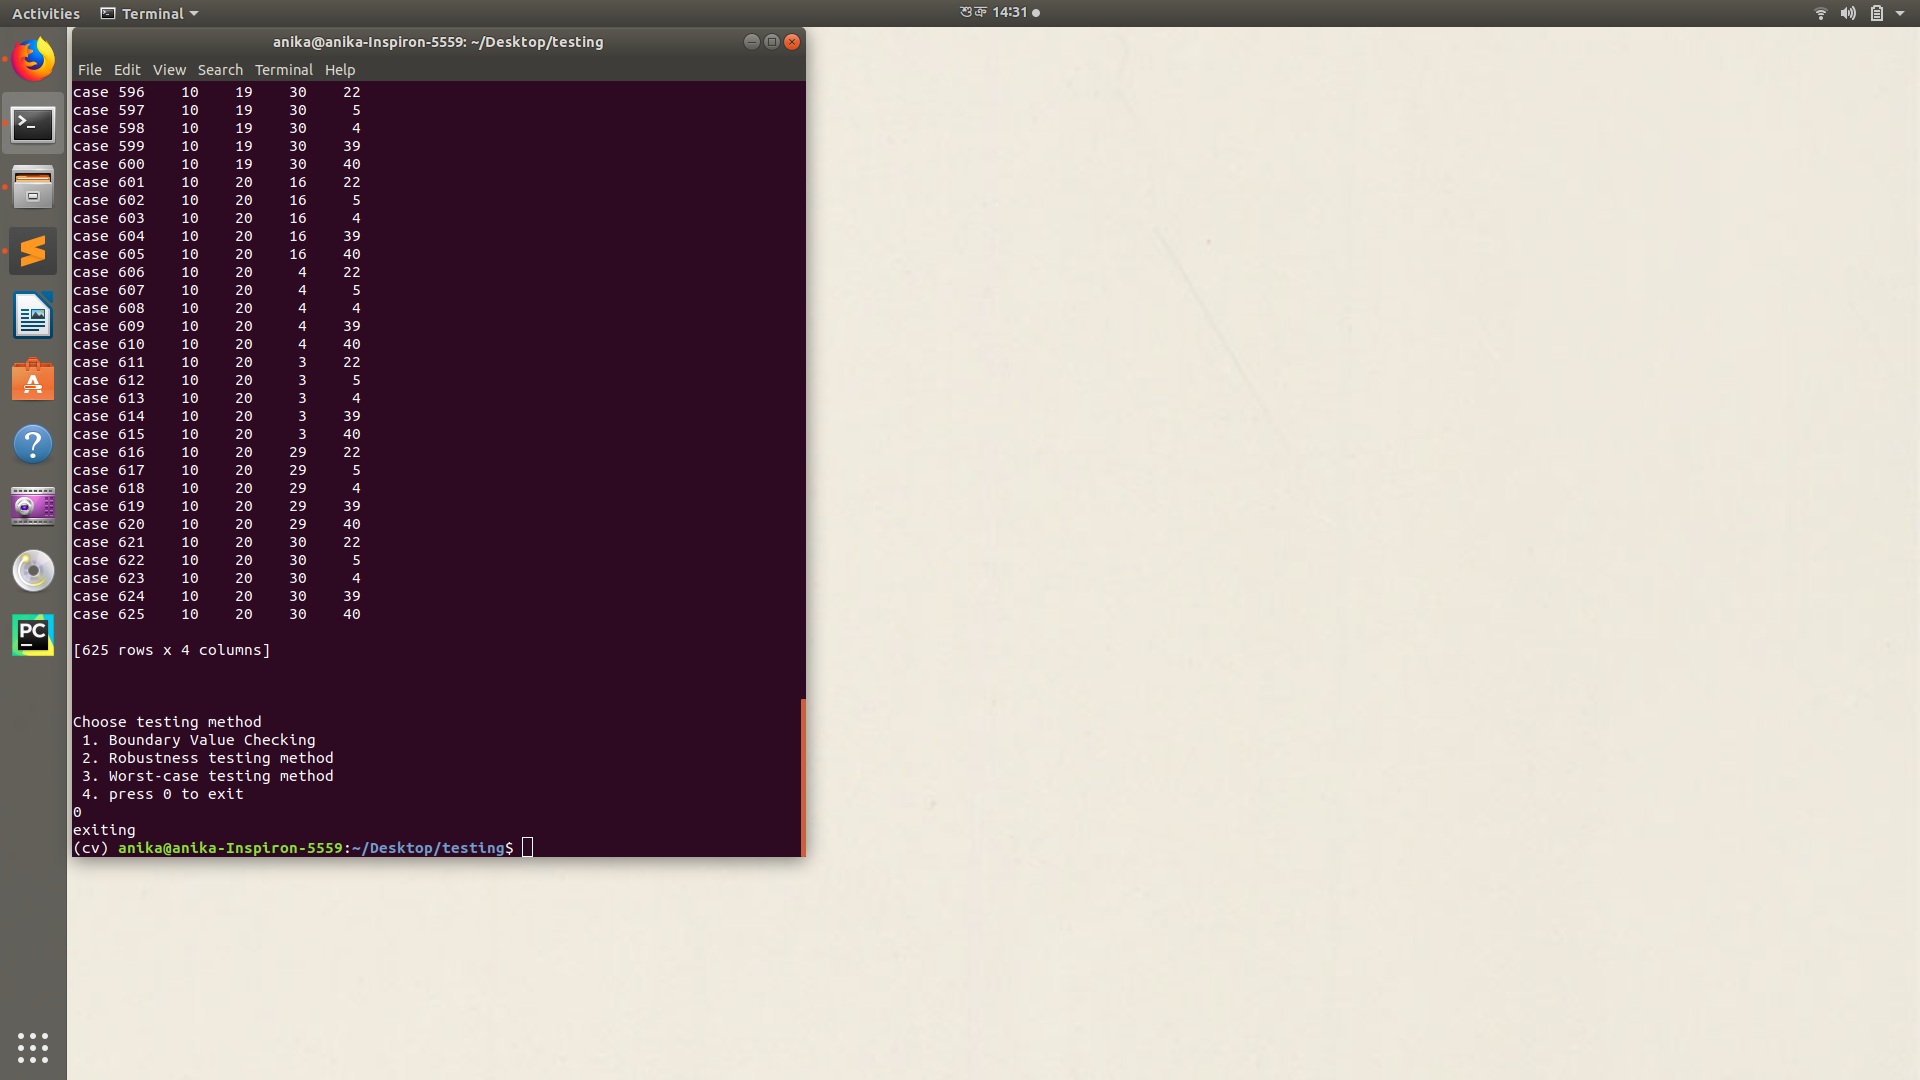 Activities Terminal শুক্র 14:31
anika@anika-Inspiron-5559: ~/Desktop/testing
File Edit View Search Terminal Help
case 596 10 19 30 22
case 597 10 19 30 5
case 598 10 19 30 4
case 599 10 19 30 39
case 600 10 19 30 40
case 601 10 20 16 22
case 602 10 20 16 5
case 603 10 20 16 4
case 604 10 20 16 39
case 605 10 20 16 40
case 606 10 20 4 22
case 607 10 20 4 5
case 608 10 20 4 4
case 609 10 20 4 39
case 610 10 20 4 40
case 611 10 20 3 22
case 612 10 20 3 5
case 613 10 20 3 4
case 614 10 20 3 39
case 615 10 20 3 40
case 616 10 20 29 22
case 617 10 20 29 5
case 618 10 20 29 4
case 619 10 20 29 39
case 620 10 20 29 40
case 621 10 20 30 22
case 622 10 20 30 5
case 623 10 20 30 4
case 624 10 20 30 39
case 625 10 20 30 40
[625 rows x 4 columns]
Choose testing method
1. Boundary Value Checking
2. Robustness testing method
3. Worst-case testing method
4. press 0 to exit
0
exiting
(cv) anika@anika-Inspiron-5559:~/Desktop/testing$
PC